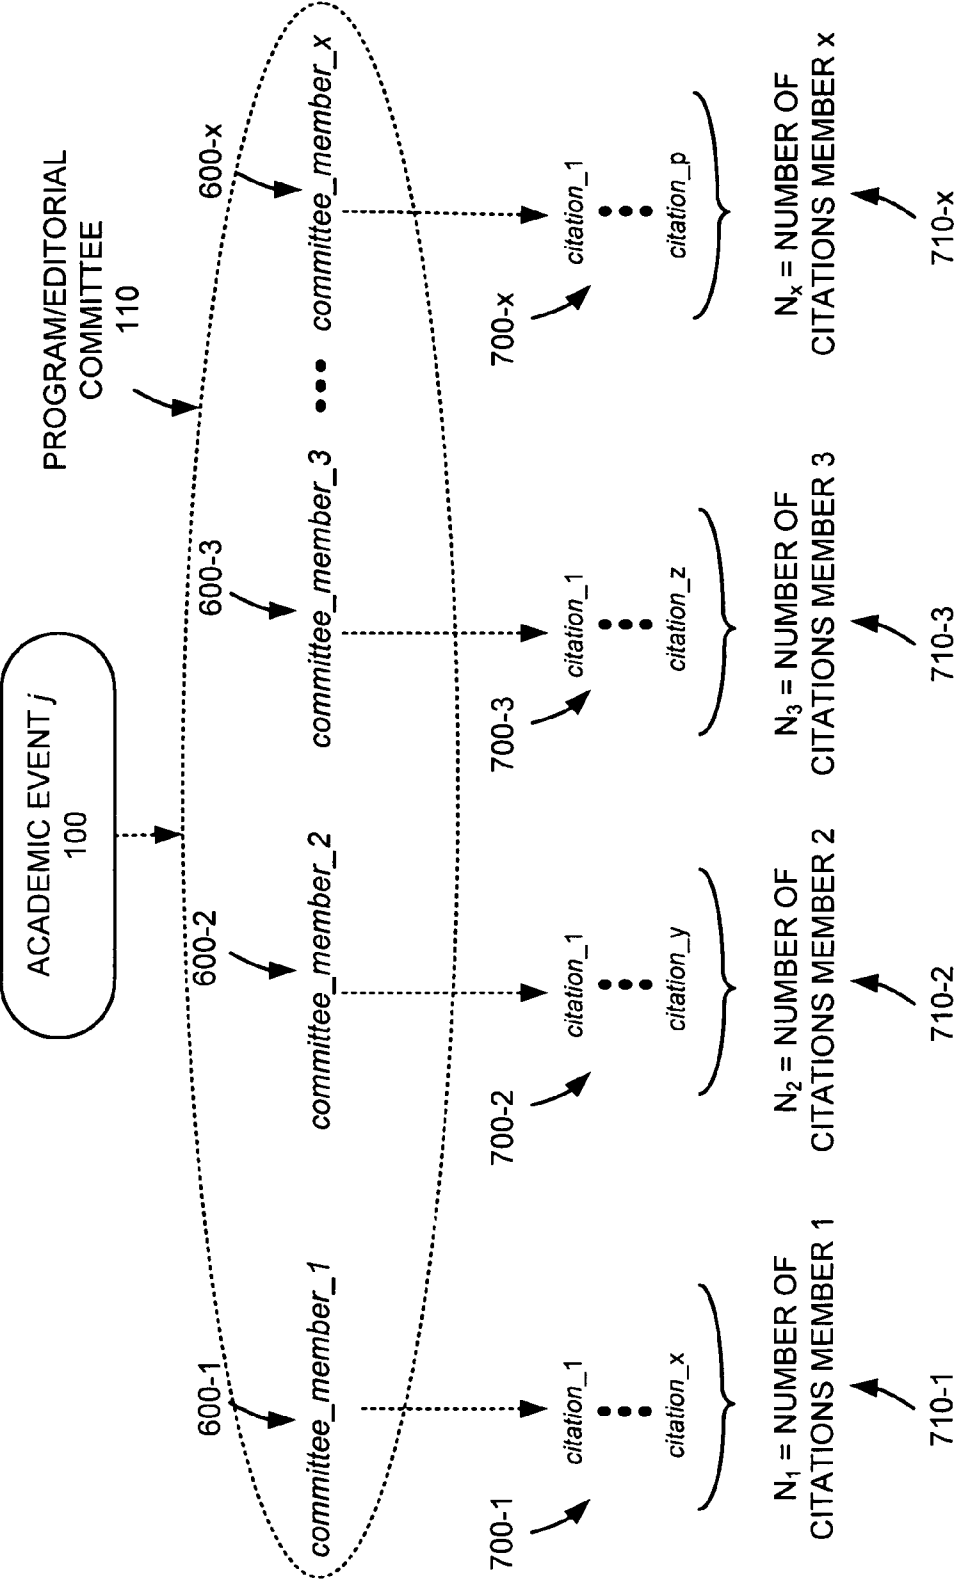 ACADEMIC EVENT j
100
PROGRAM/EDITORIAL
COMMITTEE
110
600-1
600-2
600-3
600-x
committee_member_1
committee_member_2
committee_member_3
•••
committee_member_x
700-1
citation_1
•••
citation_x
700-2
citation_1
•••
citation_y
700-3
citation_1
•••
citation_z
700-x
citation_1
•••
citation_p
N₁ = NUMBER OF
CITATIONS MEMBER 1
N₂ = NUMBER OF
CITATIONS MEMBER 2
N₃ = NUMBER OF
CITATIONS MEMBER 3
Nₓ = NUMBER OF
CITATIONS MEMBER x
710-1
710-2
710-3
710-x